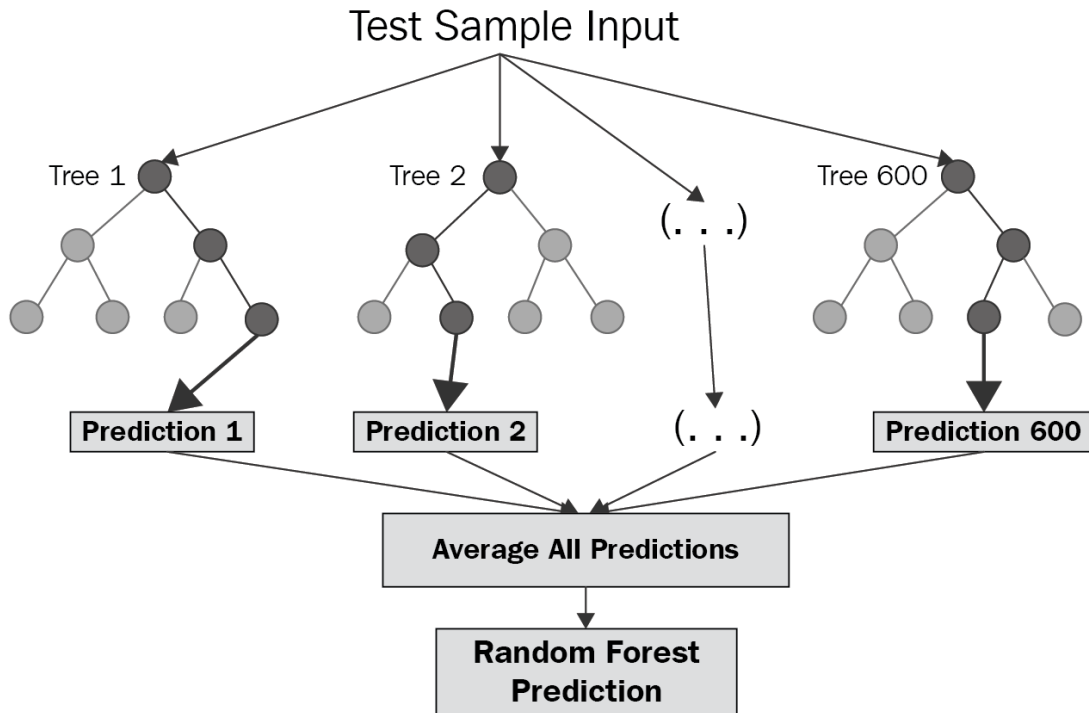 Test Sample Input
Tree 1
Tree 2
Tree 600
(. . .)
Prediction 1
Prediction 2
(. . .)
Prediction 600
Average All Predictions
Random Forest
Prediction